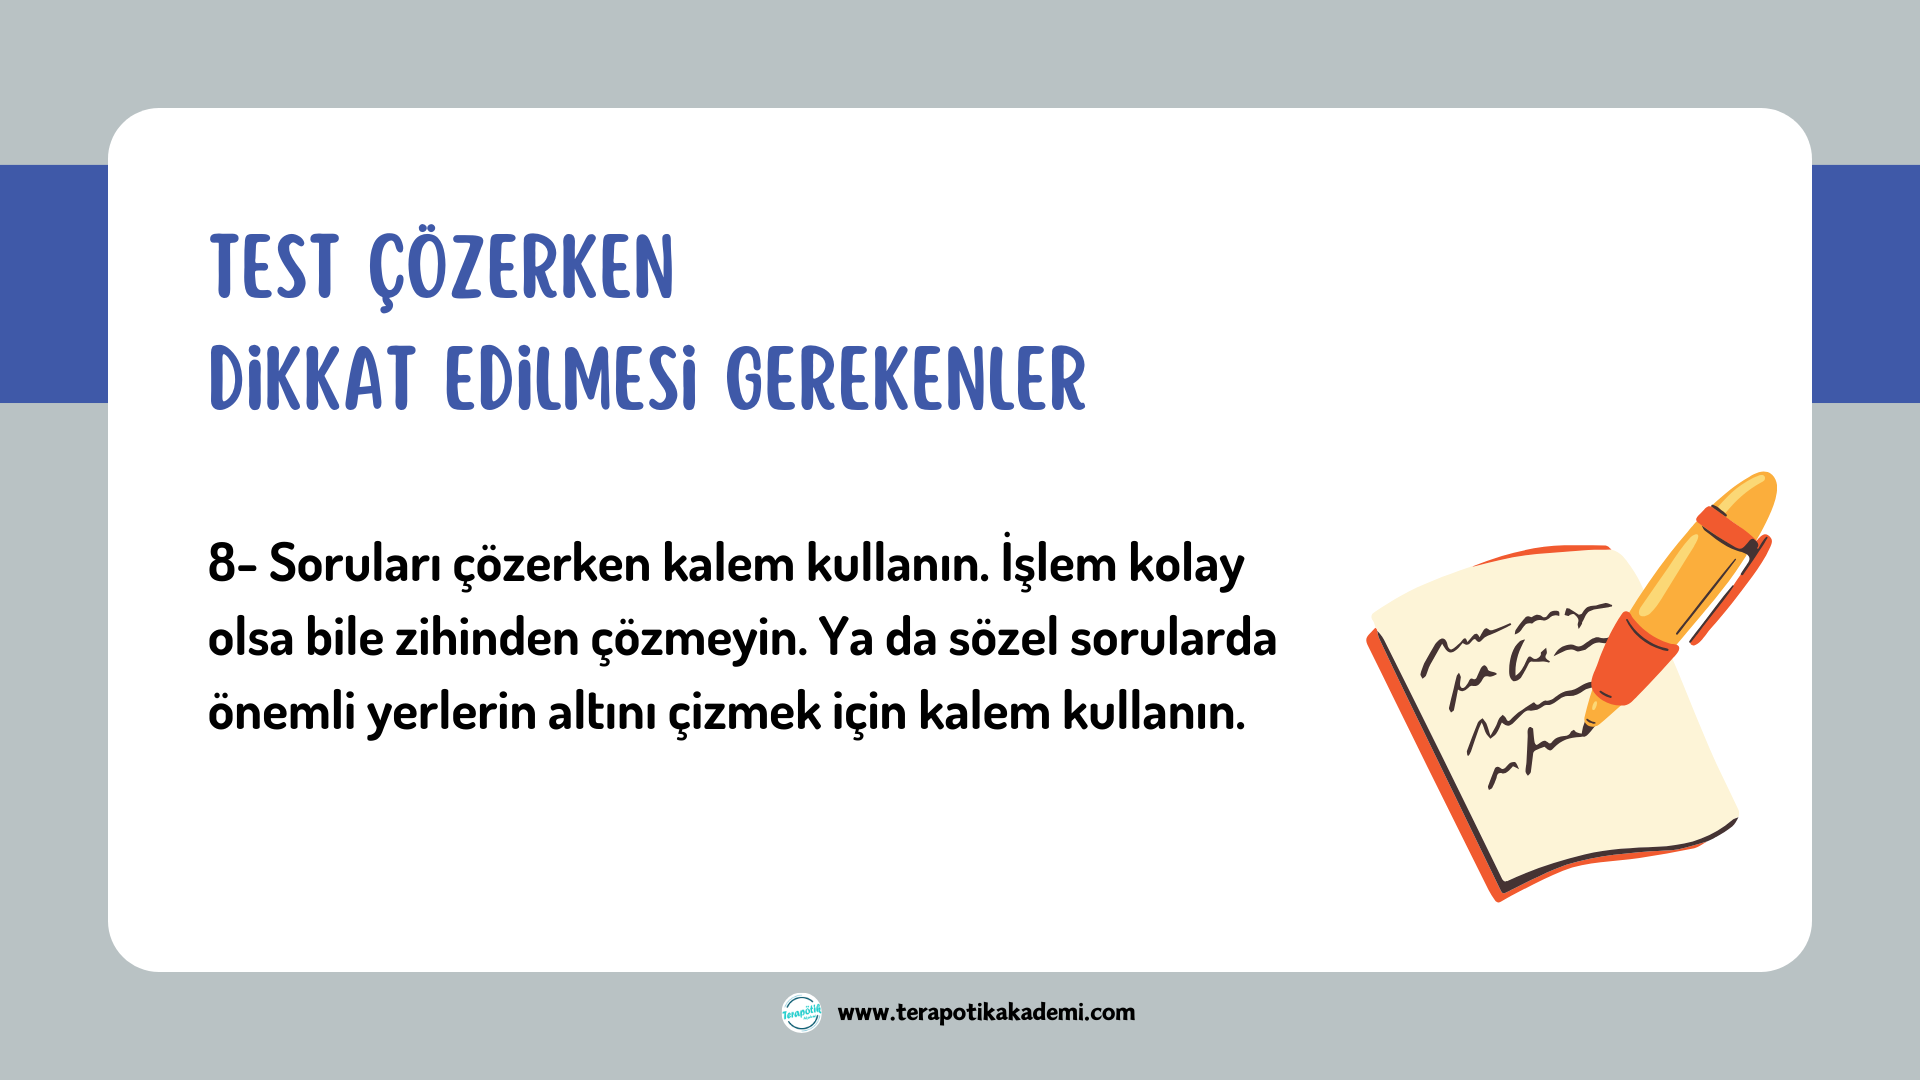 TEST ÇÖZERKEN
DİKKAT EDİLMESİ GEREKENLER
8- Soruları çözerken kalem kullanın. İşlem kolay
olsa bile zihinden çözmeyin. Ya da sözel sorularda
önemli yerlerin altını çizmek için kalem kullanın.
Terapötik
www.terapotikakademi.com